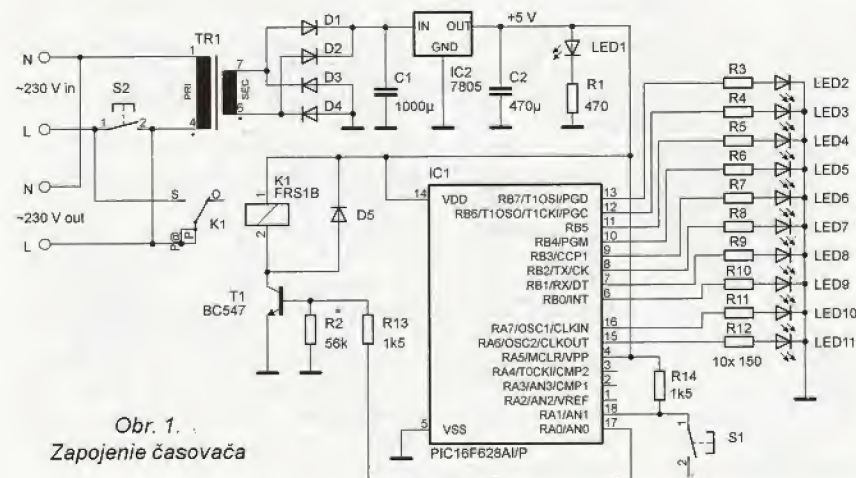 N
~230 V in
L
N
~230 V out
L
S2
1
2
TR1
1
4
PRI
SEC
7
6
D1
D2
D3
D4
C1
1000µ
IN
OUT
GND
IC2
7805
+5 V
C2
470µ
LED1
R1
470
S
O
K1
P@
P
1
K1
FRS1B
2
D5
T1
BC547
R2
*
56k
R13
1k5
IC1
14
VDD
5
VSS
RB7/T1OSI/PGD
13
RB6/T1OSO/T1CKI/PGC
12
RB5
11
RB4/PGM
10
RB3/CCP1
9
RB2/TX/CK
8
RB1/RX/DT
7
RB0/INT
6
RA7/OSC1/CLKIN
16
RA6/OSC2/CLKOUT
15
RA5/MCLR/VPP
4
RA4/T0CKI/CMP2
3
RA3/AN3/CMP1
2
RA2/AN2/VREF
1
RA1/AN1
18
RA0/AN0
17
PIC16F628AI/P
R3
LED2
R4
LED3
R5
LED4
R6
LED5
R7
LED6
R8
LED7
R9
LED8
R10
LED9
R11
LED10
R12
LED11
10x 150
R14
1k5
1
S1
2
Obr. 1.
Zapojenie časovača